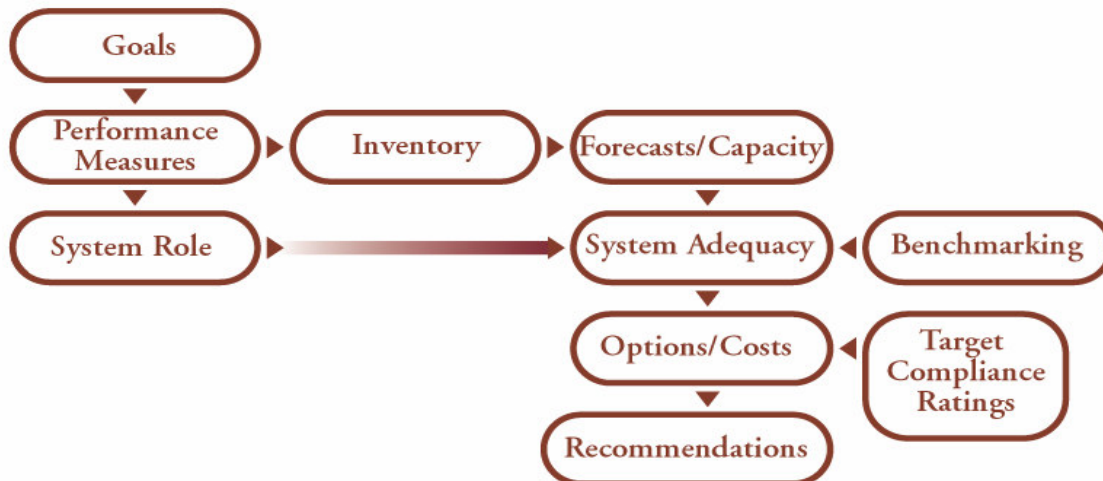 Goals
Performance
Measures
Inventory
Forecasts/Capacity
System Role
System Adequacy
Benchmarking
Options/Costs
Target
Compliance
Ratings
Recommendations